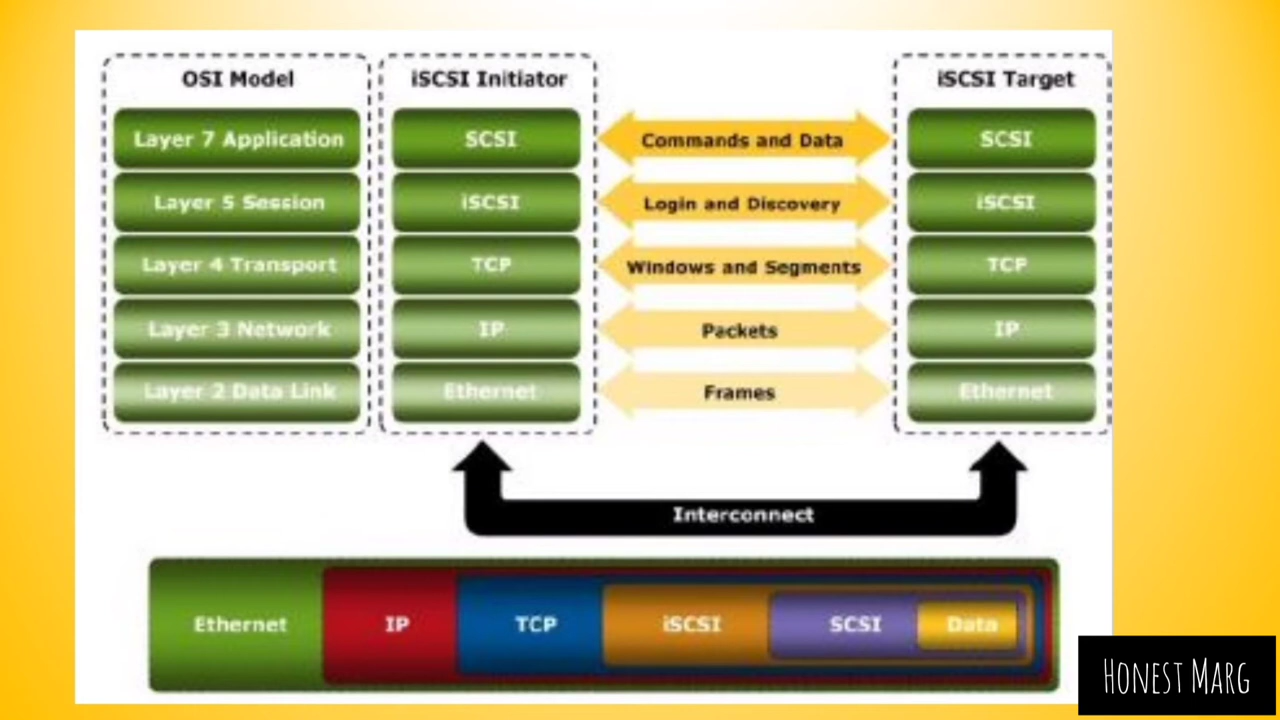 OSI Model
iSCSI Initiator
iSCSI Target
Layer 7 Application
SCSI
Commands and Data
SCSI
Layer 5 Session
iSCSI
Login and Discovery
iSCSI
Layer 4 Transport
TCP
Windows and Segments
TCP
Layer 3 Network
IP
Packets
IP
Layer 2 Data Link
Ethernet
Frames
Ethernet
Interconnect
Ethernet
IP
TCP
iSCSI
SCSI
Data
HONEST MARG